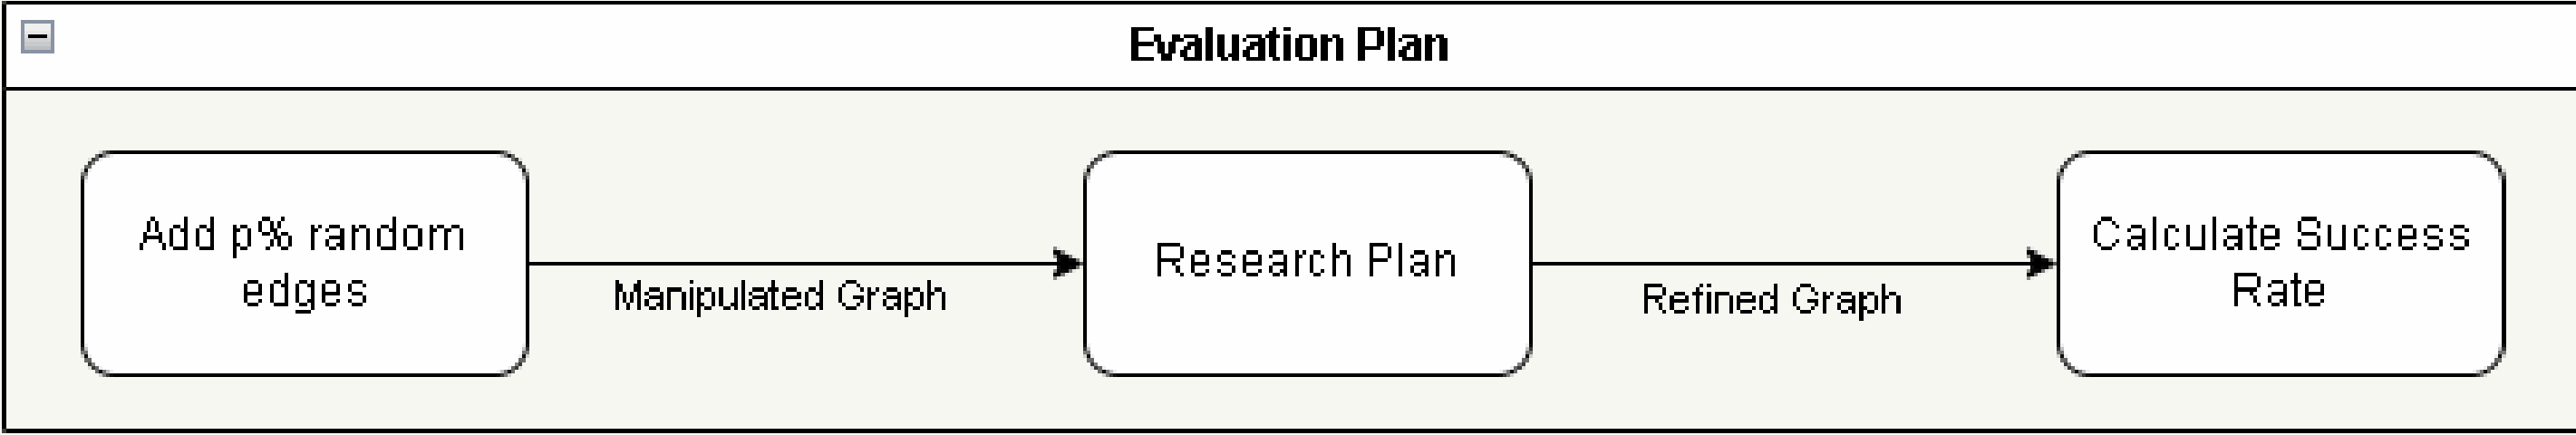 Evaluation Plan
Add p% random
edges
Manipulated Graph
Research Plan
Refined Graph
Calculate Success
Rate